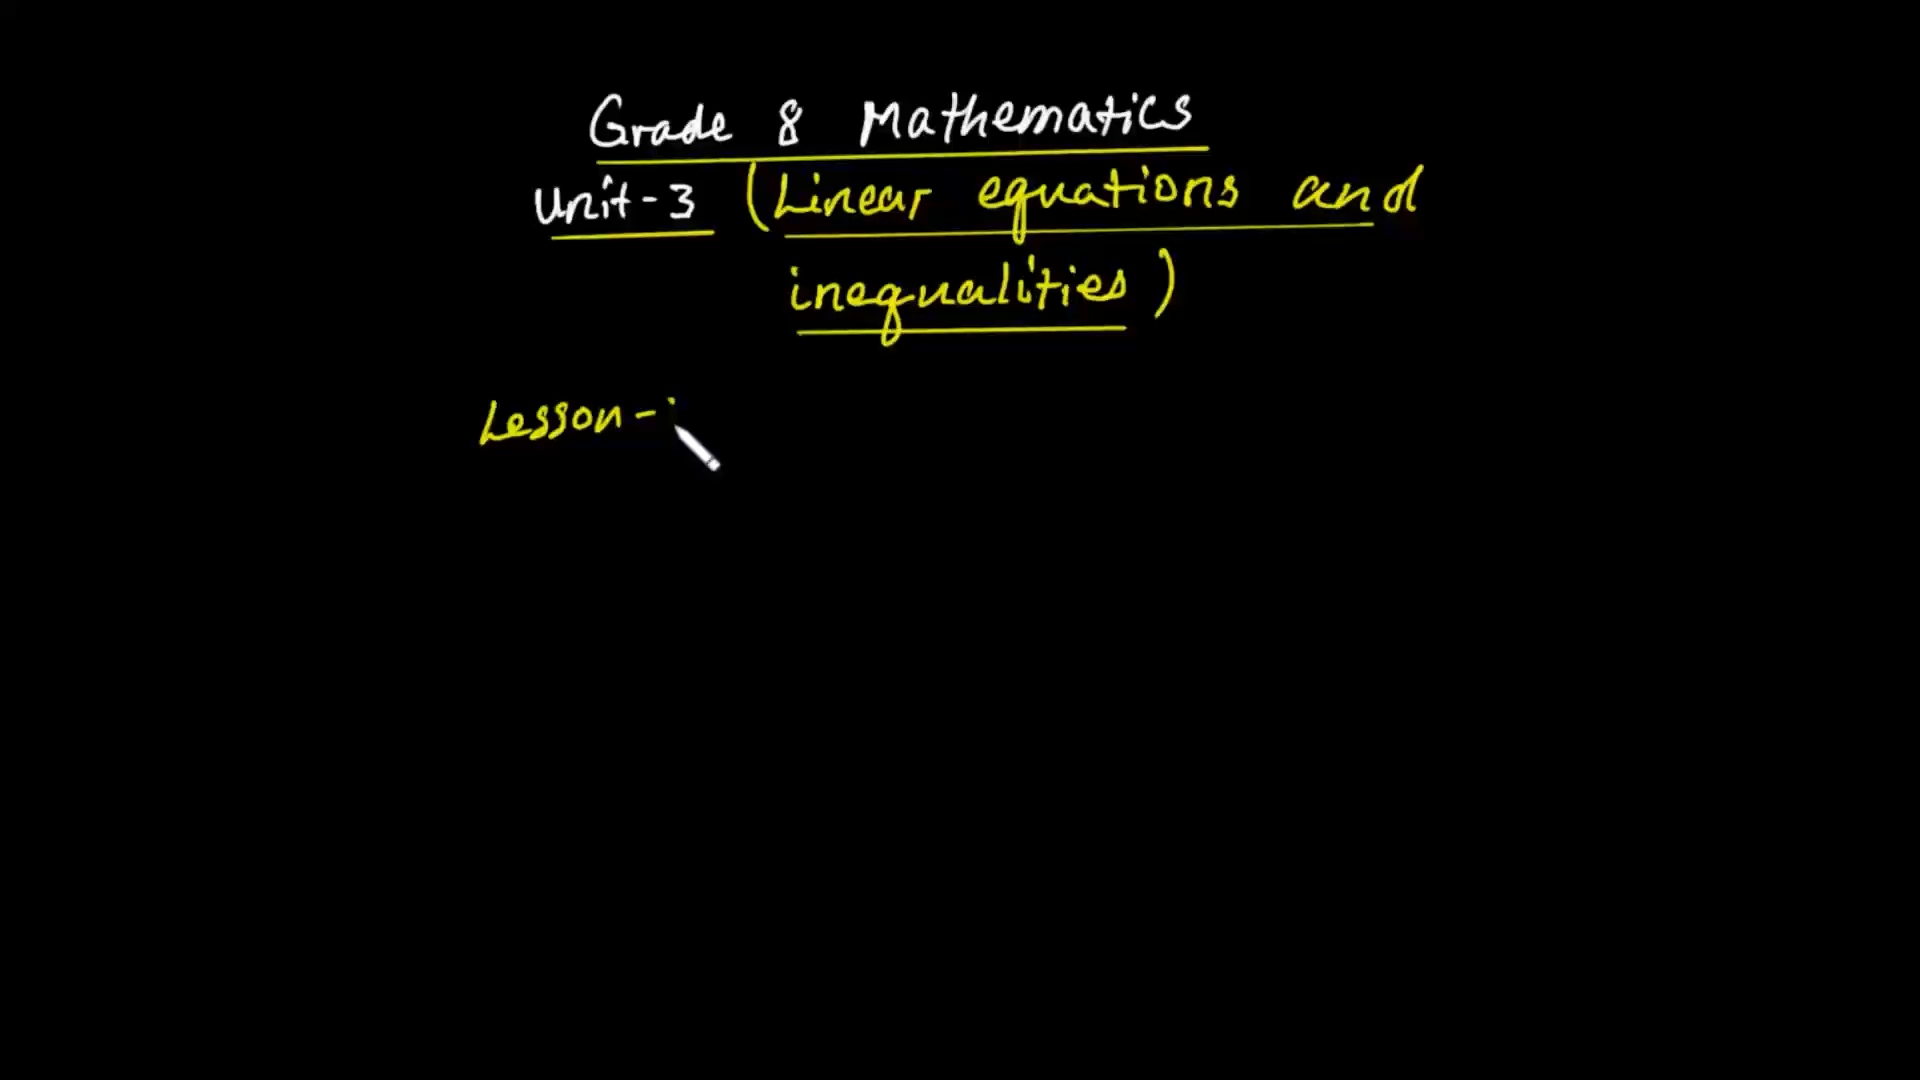 Grade 8 Mathematics
Unit-3 (Linear equations and
inequalities)
Lesson-